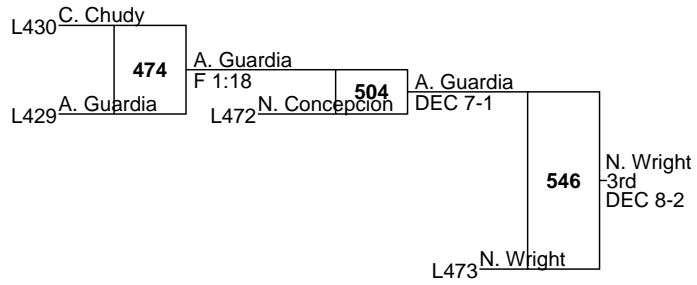 L430 C. Chudy
474
A. Guardia
F 1:18
L429 A. Guardia
504
A. Guardia
DEC 7-1
L472 N. Concepcion
546
N. Wright
3rd
DEC 8-2
L473 N. Wright